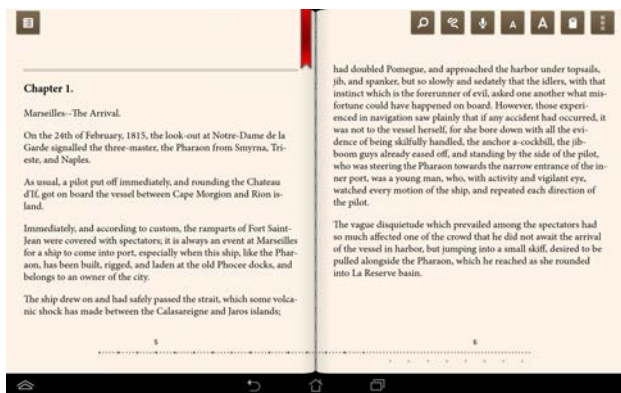 A
A
Chapter 1.
Marseilles--The Arrival.
On the 24th of February, 1815, the look-out at Notre-Dame de la
Garde signalled the three-master, the Pharaon from Smyrna, Tri-
este, and Naples.
As usual, a pilot put off immediately, and rounding the Chateau
d'If, got on board the vessel between Cape Morgion and Rion is-
land.
Immediately, and according to custom, the ramparts of Fort Saint-
Jean were covered with spectators; it is always an event at Marseilles
for a ship to come into port, especially when this ship, like the Phar-
aon, has been built, rigged, and laden at the old Phocee docks, and
belongs to an owner of the city.
The ship drew on and had safely passed the strait, which some volca-
nic shock has made between the Calasareigne and Jaros islands;
5
had doubled Pomegue, and approached the harbor under topsails,
jib, and spanker, but so slowly and sedately that the idlers, with that
instinct which is the forerunner of evil, asked one another what mis-
fortune could have happened on board. However, those experi-
enced in navigation saw plainly that if any accident had occurred, it
was not to the vessel herself, for she bore down with all the evi-
dence of being skilfully handled, the anchor a-cockbill, the jib-
boom guys already eased off, and standing by the side of the pilot,
who was steering the Pharaon towards the narrow entrance of the in-
ner port, was a young man, who, with activity and vigilant eye,
watched every motion of the ship, and repeated each direction of
the pilot.
The vague disquietude which prevailed among the spectators had
so much affected one of the crowd that he did not await the arrival
of the vessel in harbor, but jumping into a small skiff, desired to be
pulled alongside the Pharaon, which he reached as she rounded
into La Reserve basin.
6